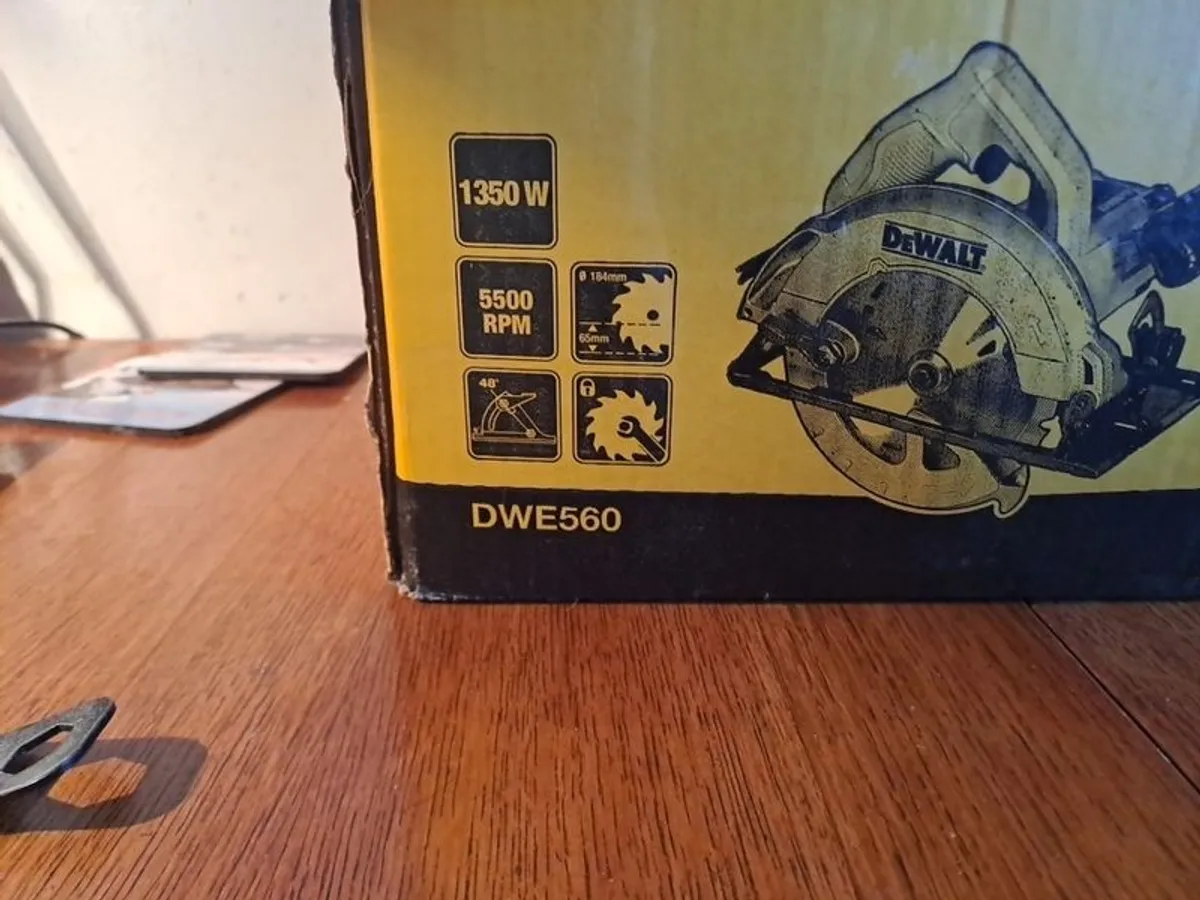 1350 W
5500
RPM
Ø 184mm
65mm
48°
DEWALT
DWE560